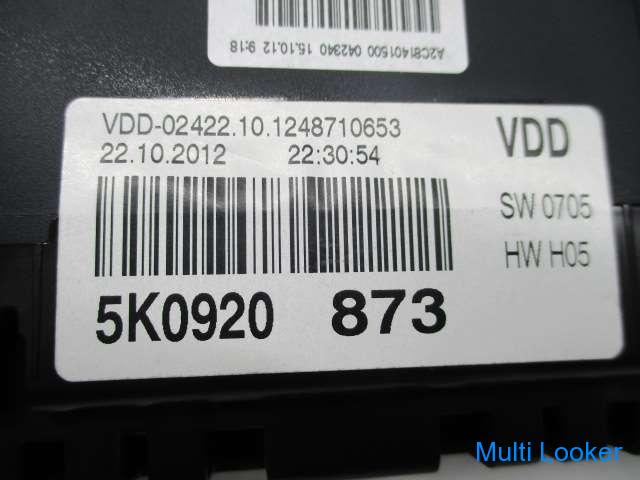 A2C81401500 042340 15.10.12 9:18
VDD-02422.10.1248710653
22.10.2012 22:30:54
VDD
SW 0705
HW H05
5K0920 873
Multi Looker